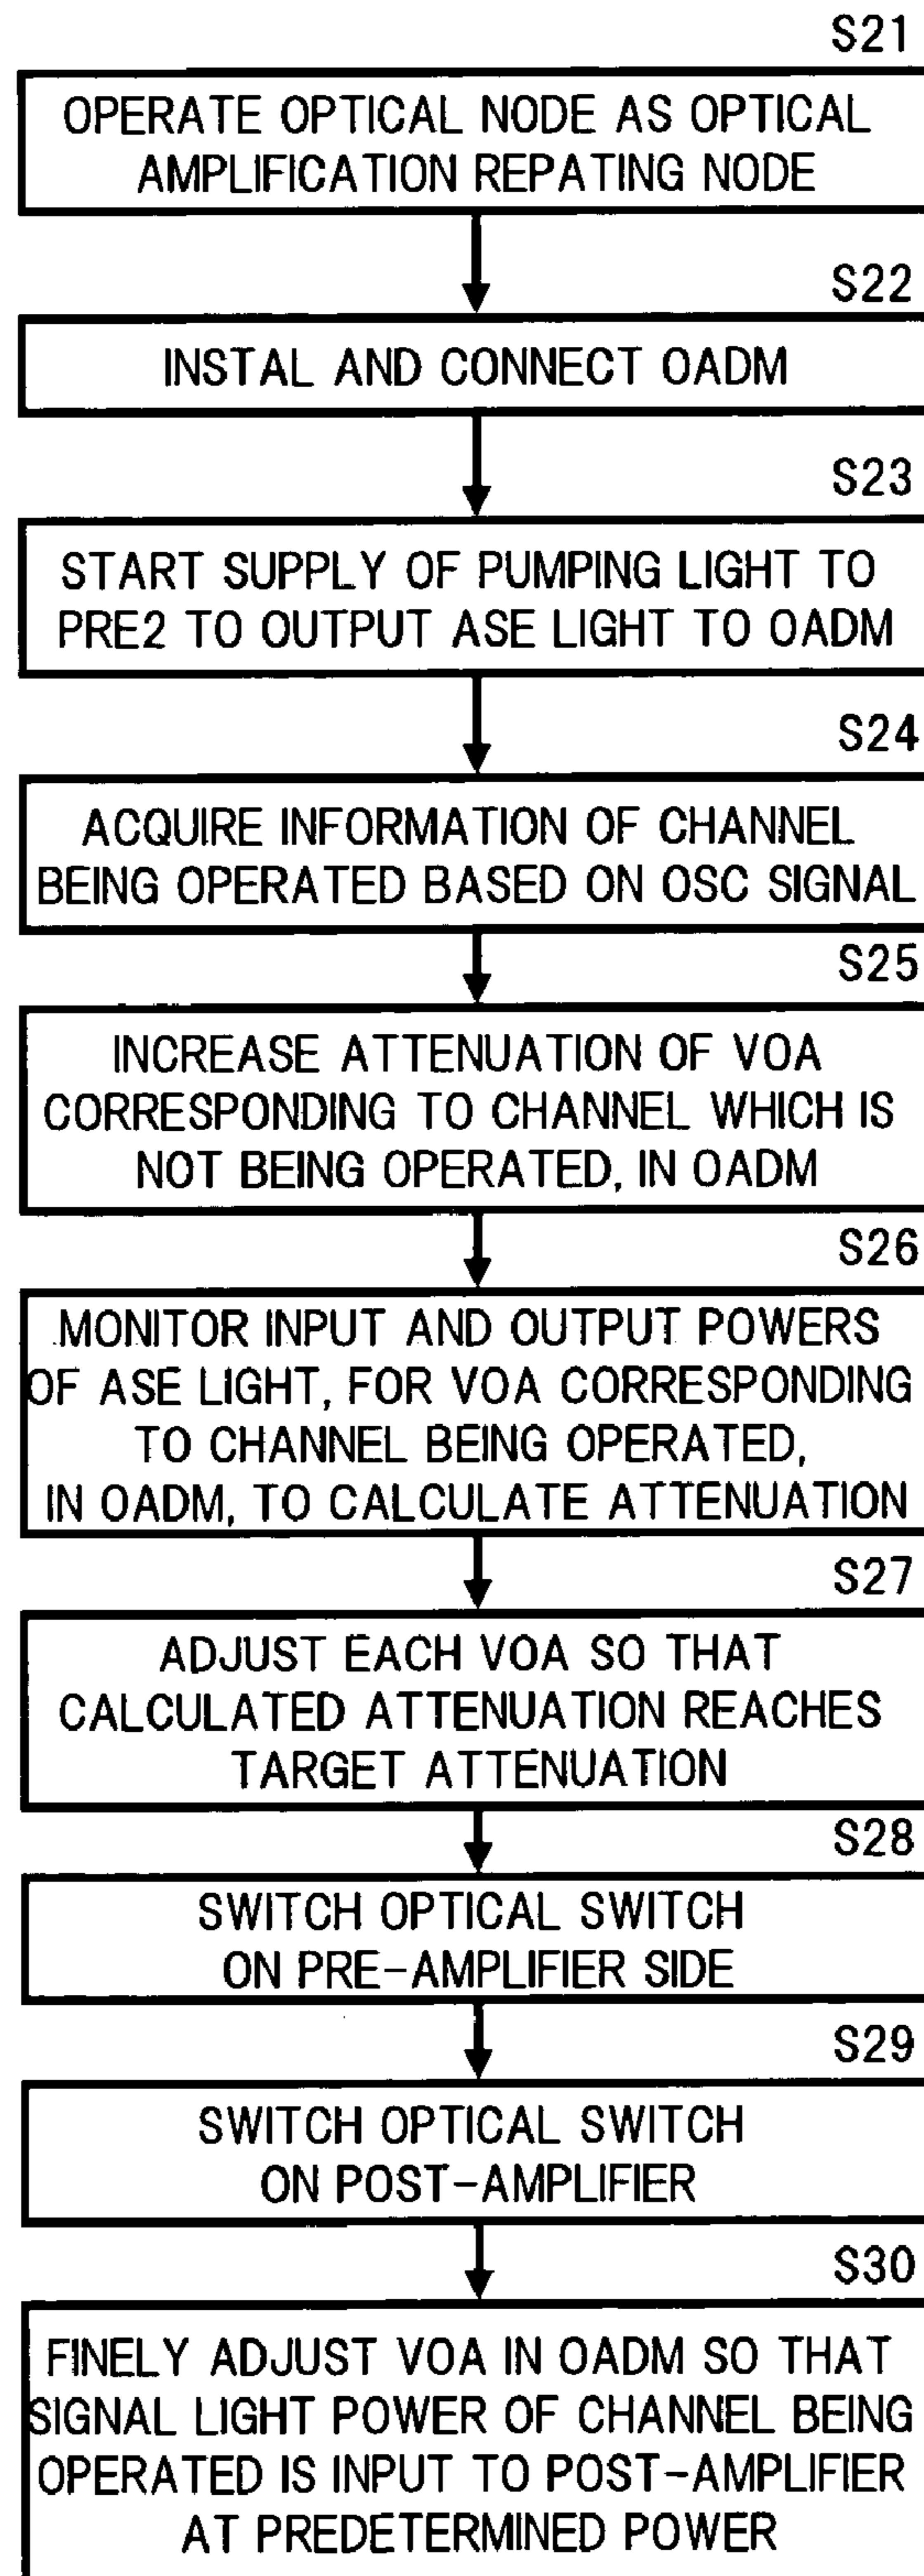 S21
OPERATE OPTICAL NODE AS OPTICAL
AMPLIFICATION REPATING NODE
S22
INSTAL AND CONNECT OADM
S23
START SUPPLY OF PUMPING LIGHT TO
PRE2 TO OUTPUT ASE LIGHT TO OADM
S24
ACQUIRE INFORMATION OF CHANNEL
BEING OPERATED BASED ON OSC SIGNAL
S25
INCREASE ATTENUATION OF VOA
CORRESPONDING TO CHANNEL WHICH IS
NOT BEING OPERATED, IN OADM
S26
MONITOR INPUT AND OUTPUT POWERS
OF ASE LIGHT, FOR VOA CORRESPONDING
TO CHANNEL BEING OPERATED,
IN OADM, TO CALCULATE ATTENUATION
S27
ADJUST EACH VOA SO THAT
CALCULATED ATTENUATION REACHES
TARGET ATTENUATION
S28
SWITCH OPTICAL SWITCH
ON PRE-AMPLIFIER SIDE
S29
SWITCH OPTICAL SWITCH
ON POST-AMPLIFIER
S30
FINELY ADJUST VOA IN OADM SO THAT
SIGNAL LIGHT POWER OF CHANNEL BEING
OPERATED IS INPUT TO POST-AMPLIFIER
AT PREDETERMINED POWER